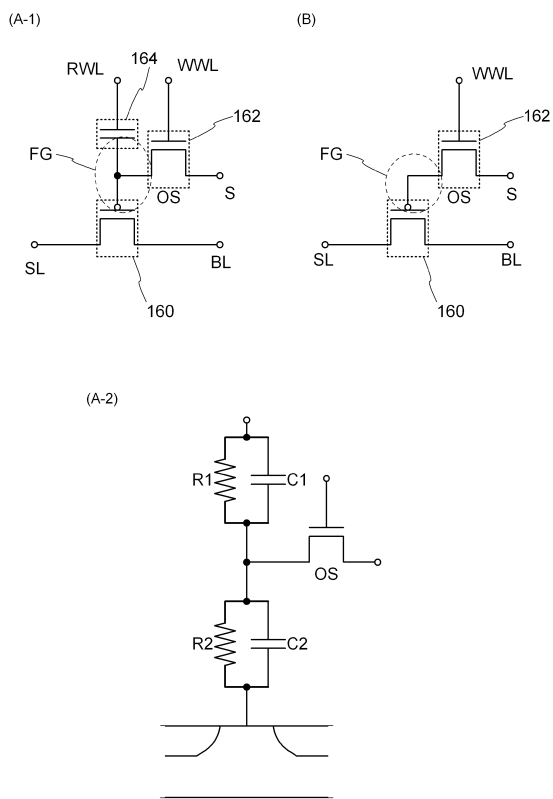 (A-1)
RWL
164
WWL
162
FG
OS
S
SL
BL
160
(B)
WWL
162
FG
OS
S
SL
BL
160
(A-2)
R1
C1
OS
R2
C2